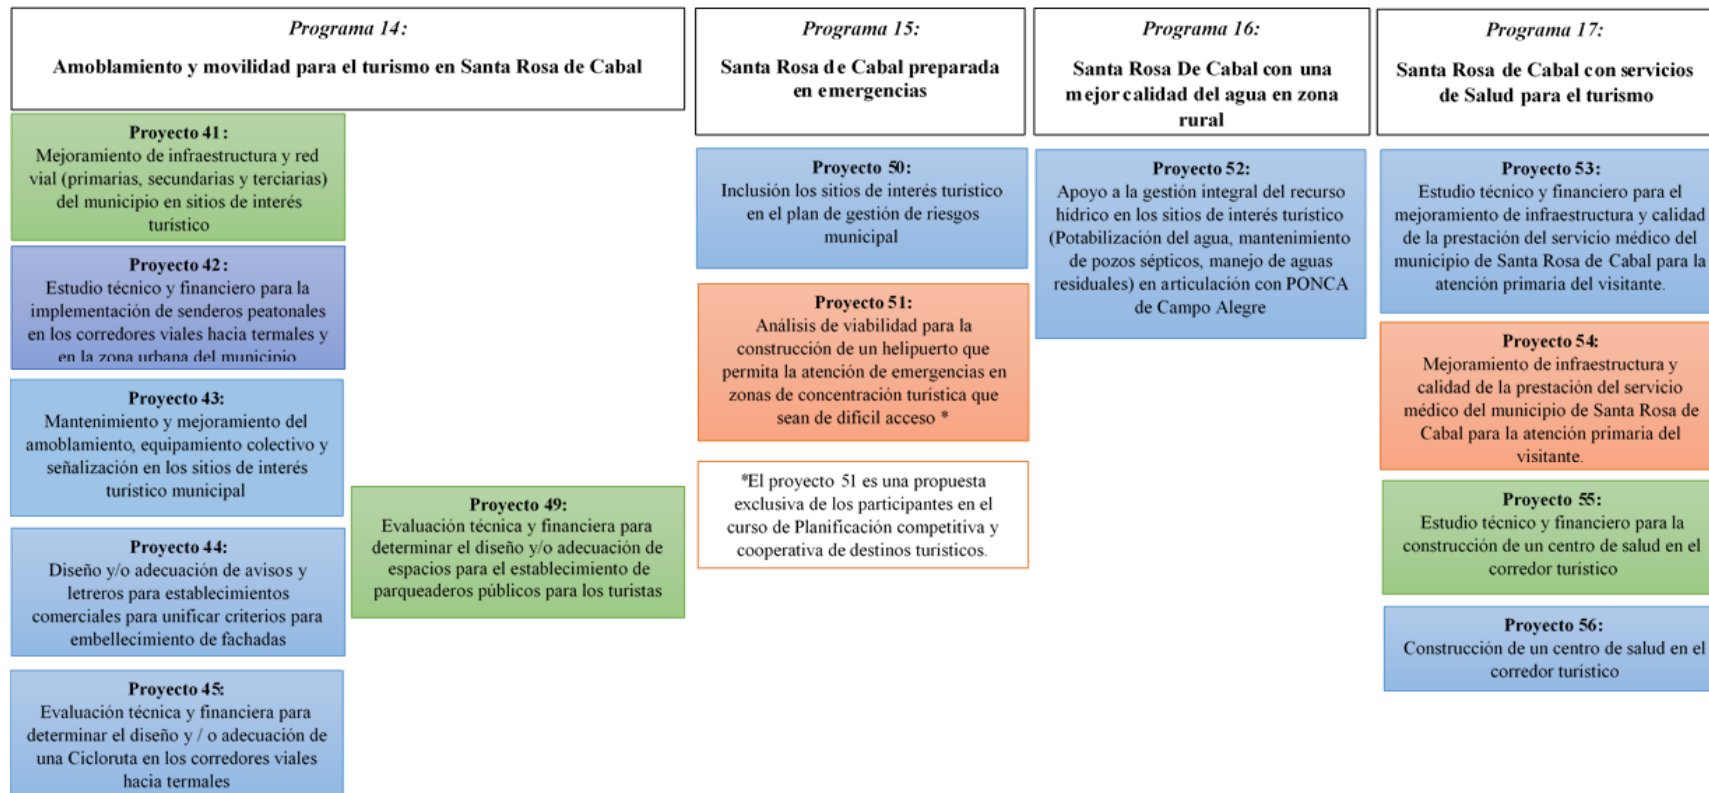 Programa 14:
Amoblamiento y movilidad para el turismo en Santa Rosa de Cabal
Proyecto 41:
Mejoramiento de infraestructura y red
vial (primarias, secundarias y terciarias)
del municipio en sitios de interés
turístico
Proyecto 42:
Estudio técnico y financiero para la
implementación de senderos peatonales
en los corredores viales hacia termales y
en la zona urbana del municipio
Proyecto 43:
Mantenimiento y mejoramiento del
amoblamiento, equipamiento colectivo y
señalización en los sitios de interés
turístico municipal
Proyecto 44:
Diseño y/o adecuación de avisos y
letreros para establecimientos
comerciales para unificar criterios para
embellecimiento de fachadas
Proyecto 45:
Evaluación técnica y financiera para
determinar el diseño y / o adecuación de
una Cicloruta en los corredores viales
hacia termales
Proyecto 49:
Evaluación técnica y financiera para
determinar el diseño y/o adecuación de
espacios para el establecimiento de
parqueaderos públicos para los turistas
Programa 15:
Santa Rosa de Cabal preparada
en emergencias
Proyecto 50:
Inclusión los sitios de interés turístico
en el plan de gestión de riesgos
municipal
Proyecto 51:
Análisis de viabilidad para la
construcción de un helipuerto que
permita la atención de emergencias en
zonas de concentración turística que
sean de difícil acceso *
*El proyecto 51 es una propuesta
exclusiva de los participantes en el
curso de Planificación competitiva y
cooperativa de destinos turísticos.
Programa 16:
Santa Rosa De Cabal con una
mejor calidad del agua en zona
rural
Proyecto 52:
Apoyo a la gestión integral del recurso
hídrico en los sitios de interés turístico
(Potabilización del agua, mantenimiento
de pozos sépticos, manejo de aguas
residuales) en articulación con PONCA
de Campo Alegre
Programa 17:
Santa Rosa de Cabal con servicios
de Salud para el turismo
Proyecto 53:
Estudio técnico y financiero para el
mejoramiento de infraestructura y calidad
de la prestación del servicio médico del
municipio de Santa Rosa de Cabal para la
atención primaria del visitante.
Proyecto 54:
Mejoramiento de infraestructura y
calidad de la prestación del servicio
médico del municipio de Santa Rosa de
Cabal para la atención primaria del
visitante.
Proyecto 55:
Estudio técnico y financiero para la
construcción de un centro de salud en el
corredor turístico
Proyecto 56:
Construcción de un centro de salud en el
corredor turístico